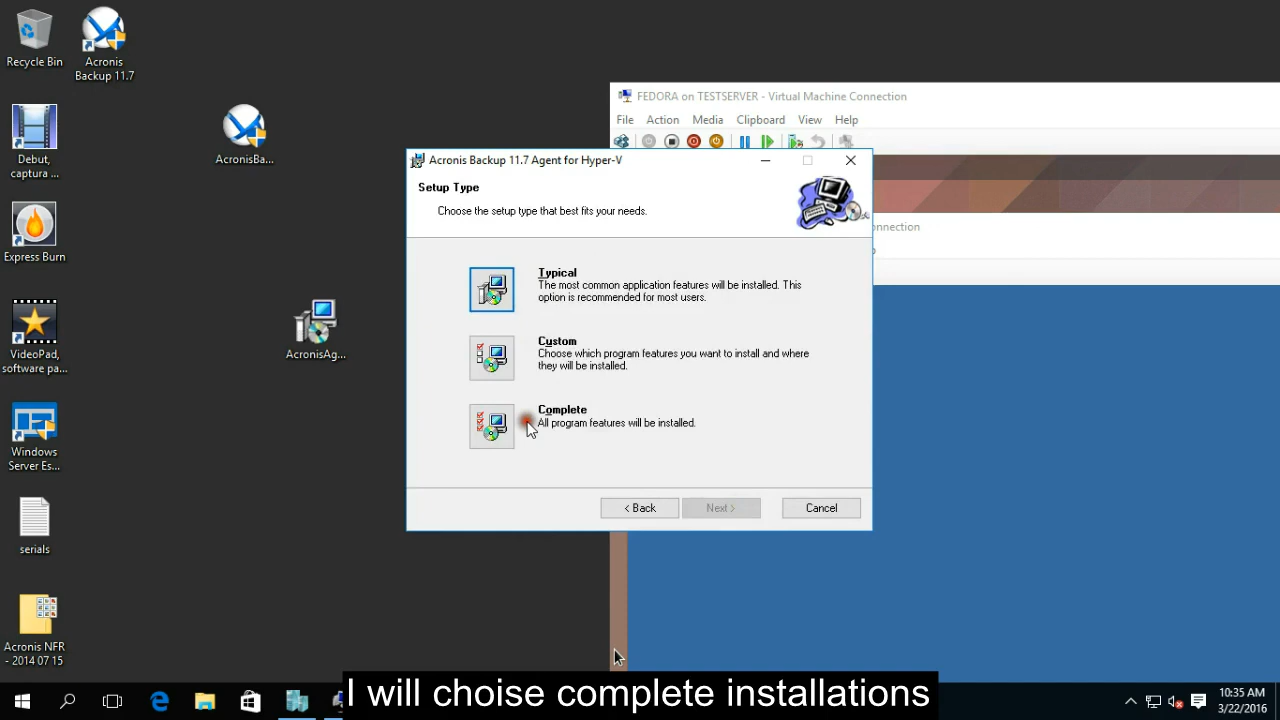 Recycle Bin
Acronis
Backup 11.7
Debut,
captura ...
AcronisBa...
Express Burn
VideoPad,
software pa...
AcronisAg...
Windows
Server Es...
serials
Acronis NFR
- 2014 07 15
FEDORA on TESTSERVER - Virtual Machine Connection
File Action Media View Clipboard Help
onnection
Acronis Backup 11.7 Agent for Hyper-V
Setup Type
Choose the setup type that best fits your needs.
Typical
The most common application features will be installed. This
option is recommended for most users.
Custom
Choose which program features you want to install and where
they will be installed.
Complete
All program features will be installed.
< Back
Next >
Cancel
I will choise complete installations
10:35 AM
3/22/2016